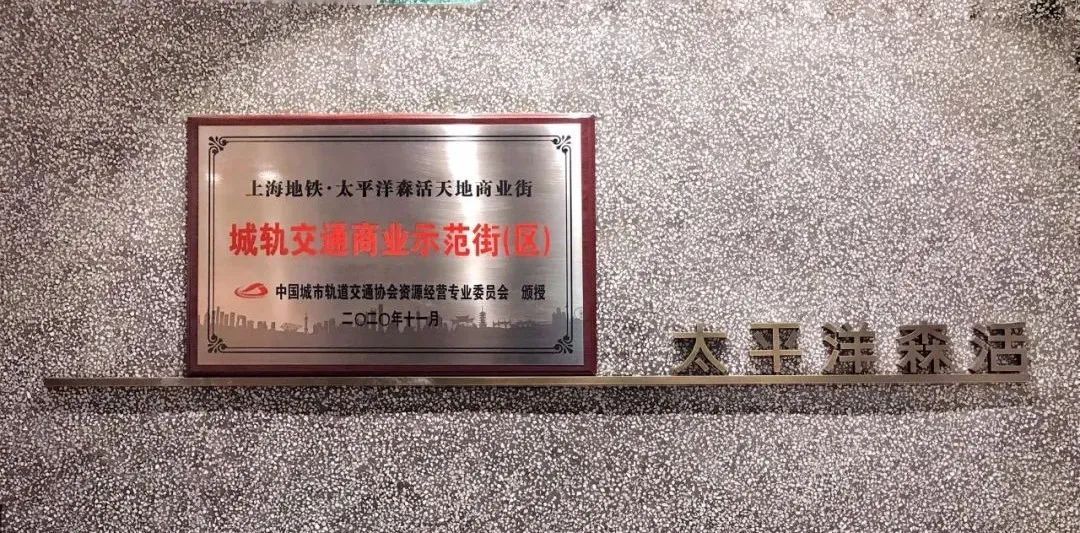 上海地铁·太平洋森活天地商业街
城轨交通商业示范街(区)
中国城市轨道交通协会资源经营专业委员会 颁授
二〇二〇年十一月
太平洋森活